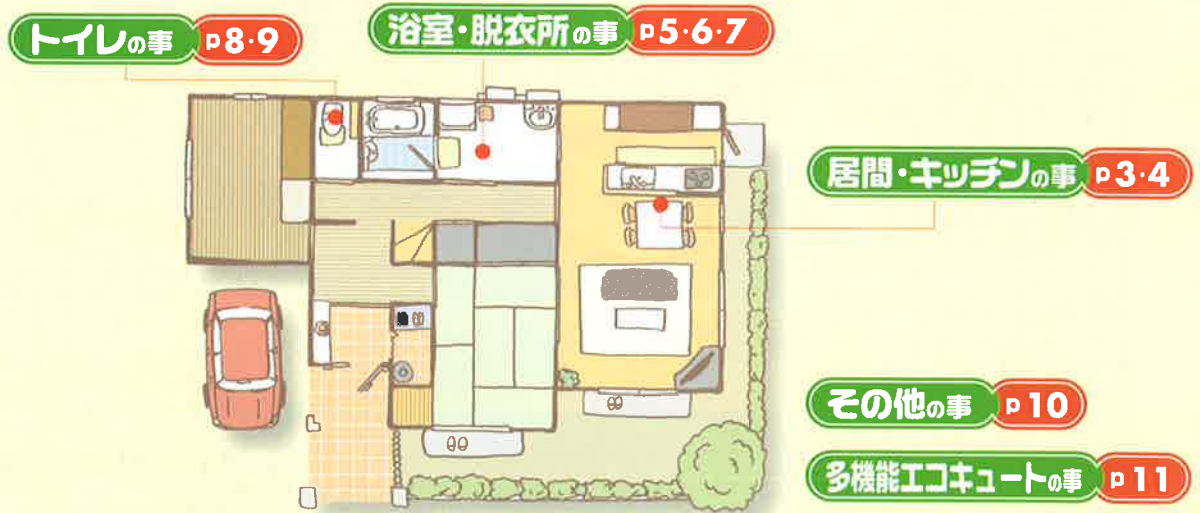 トイレの事 p8・9
浴室・脱衣所の事 p5・6・7
居間・キッチンの事 p3・4
その他の事 p10
多機能エコキュートの事 p11